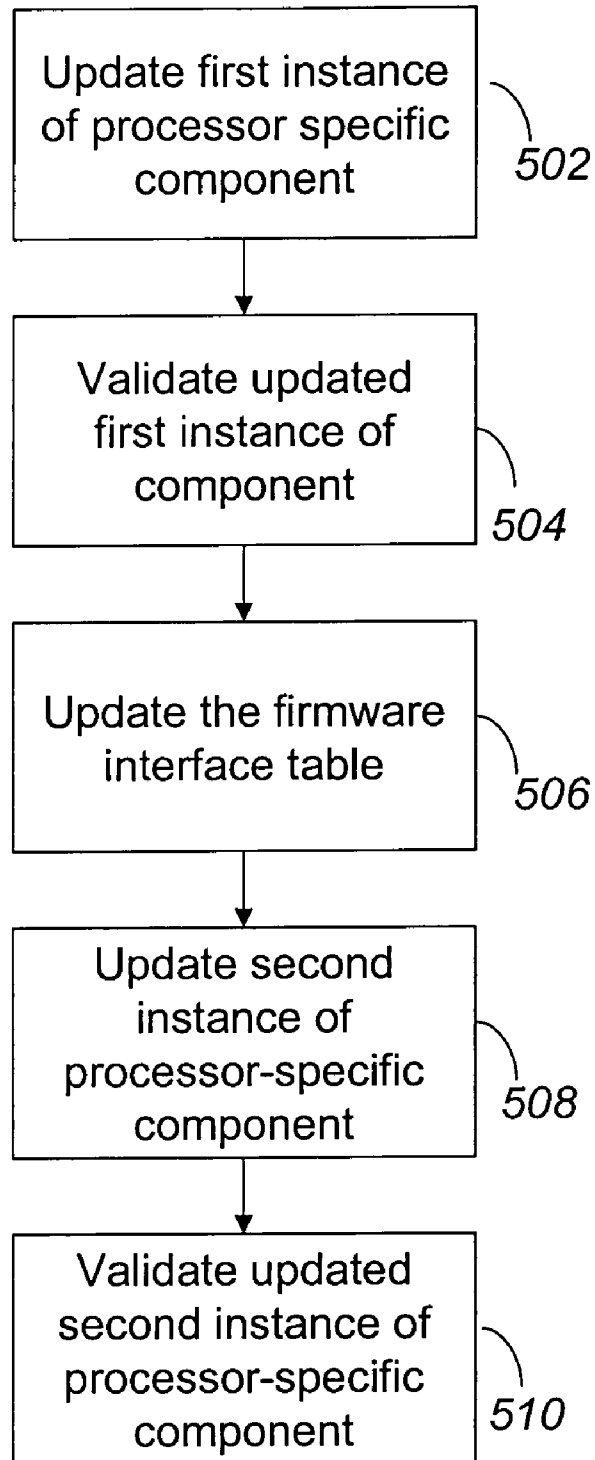 Update first instance
of processor specific
component
502
Validate updated
first instance of
component
504
Update the firmware
interface table
506
Update second
instance of
processor-specific
component
508
Validate updated
second instance of
processor-specific
component
510